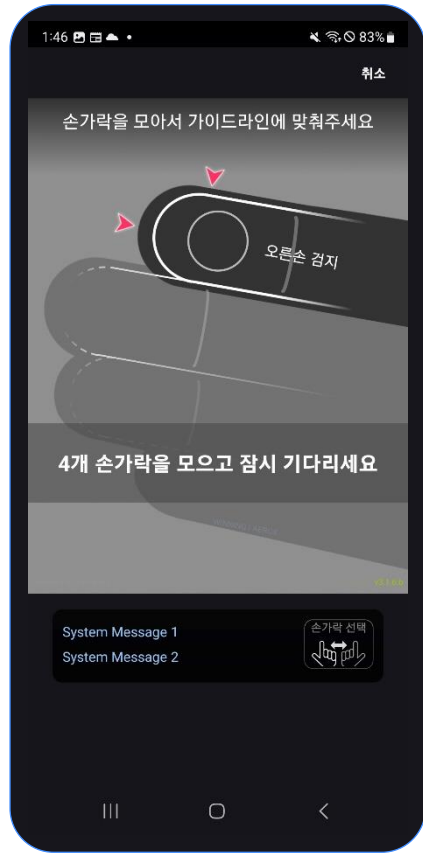 1:46
83%
취소
손가락을 모아서 가이드라인에 맞춰주세요
오른손 검지
4개 손가락을 모으고 잠시 기다리세요
System Message 1
System Message 2
손가락 선택